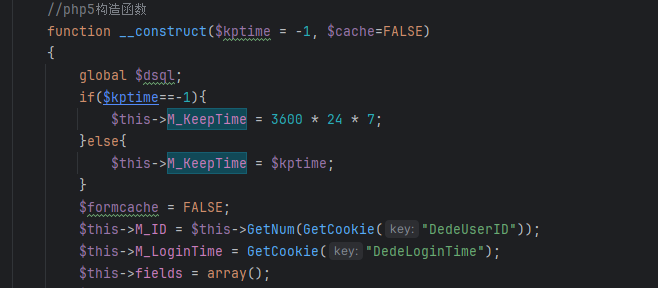 //php5构造函数
function __construct($kptime = -1, $cache=FALSE)
{
global $dsql;
if($kptime==-1){
$this->M_KeepTime = 3600 * 24 * 7;
}else{
$this->M_KeepTime = $kptime;
}
$formcache = FALSE;
$this->M_ID = $this->GetNum(GetCookie( key: "DedeUserID"));
$this->M_LoginTime = GetCookie( key: "DedeLoginTime");
$this->fields = array();